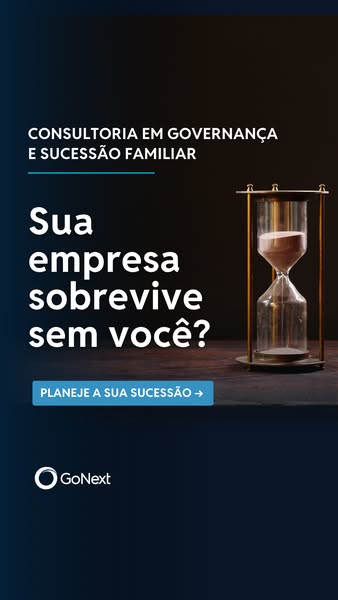 CONSULTORIA EM GOVERNANÇA
E SUCESSÃO FAMILIAR
Sua
empresa
sobrevive
sem você?
PLANEJE A SUA SUCESSÃO →
GoNext